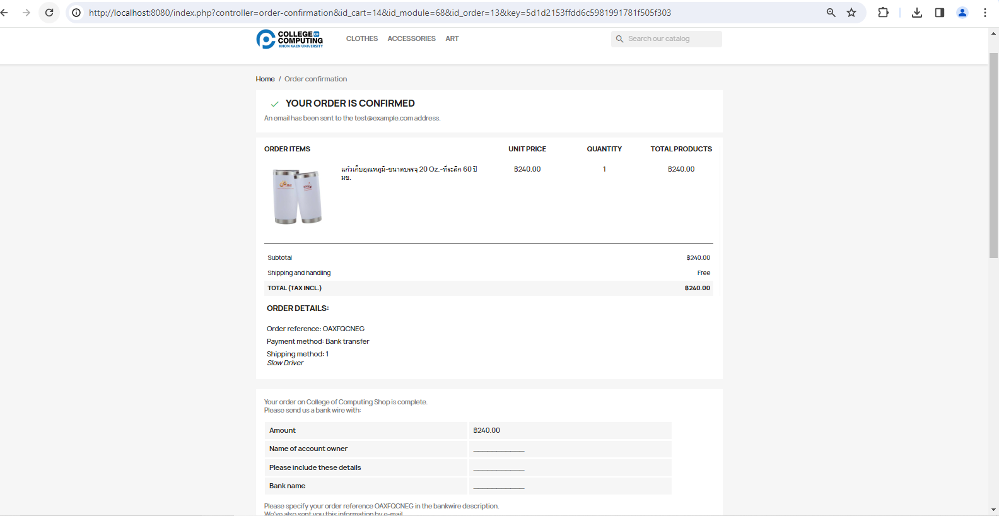 http://localhost:8080/index.php?controller=order-confirmation&id_cart=14&id_module=68&id_order=13&key=5d1d2153ffdd6c5981991781f505f303
COLLEGE OF
COMPUTING
KHON KAEN UNIVERSITY
CLOTHES ACCESSORIES ART
Search our catalog
Home / Order confirmation
YOUR ORDER IS CONFIRMED
An email has been sent to the test@example.com address.
ORDER ITEMS UNIT PRICE QUANTITY TOTAL PRODUCTS
แก้วเก็บอุณหภูมิ-ขนาดบรรจุ 20 Oz.-ที่ระลึก 60 ปี ฿240.00 1 ฿240.00
มข.
Subtotal ฿240.00
Shipping and handling Free
TOTAL (TAX INCL.) ฿240.00
ORDER DETAILS:
Order reference: OAXFQCNEG
Payment method: Bank transfer
Shipping method: 1
Slow Driver
Your order on College of Computing Shop is complete.
Please send us a bank wire with:
Amount ฿240.00
Name of account owner ___________
Please include these details ___________
Bank name ___________
Please specify your order reference OAXFQCNEG in the bankwire description.
We've also sent you this information by e-mail